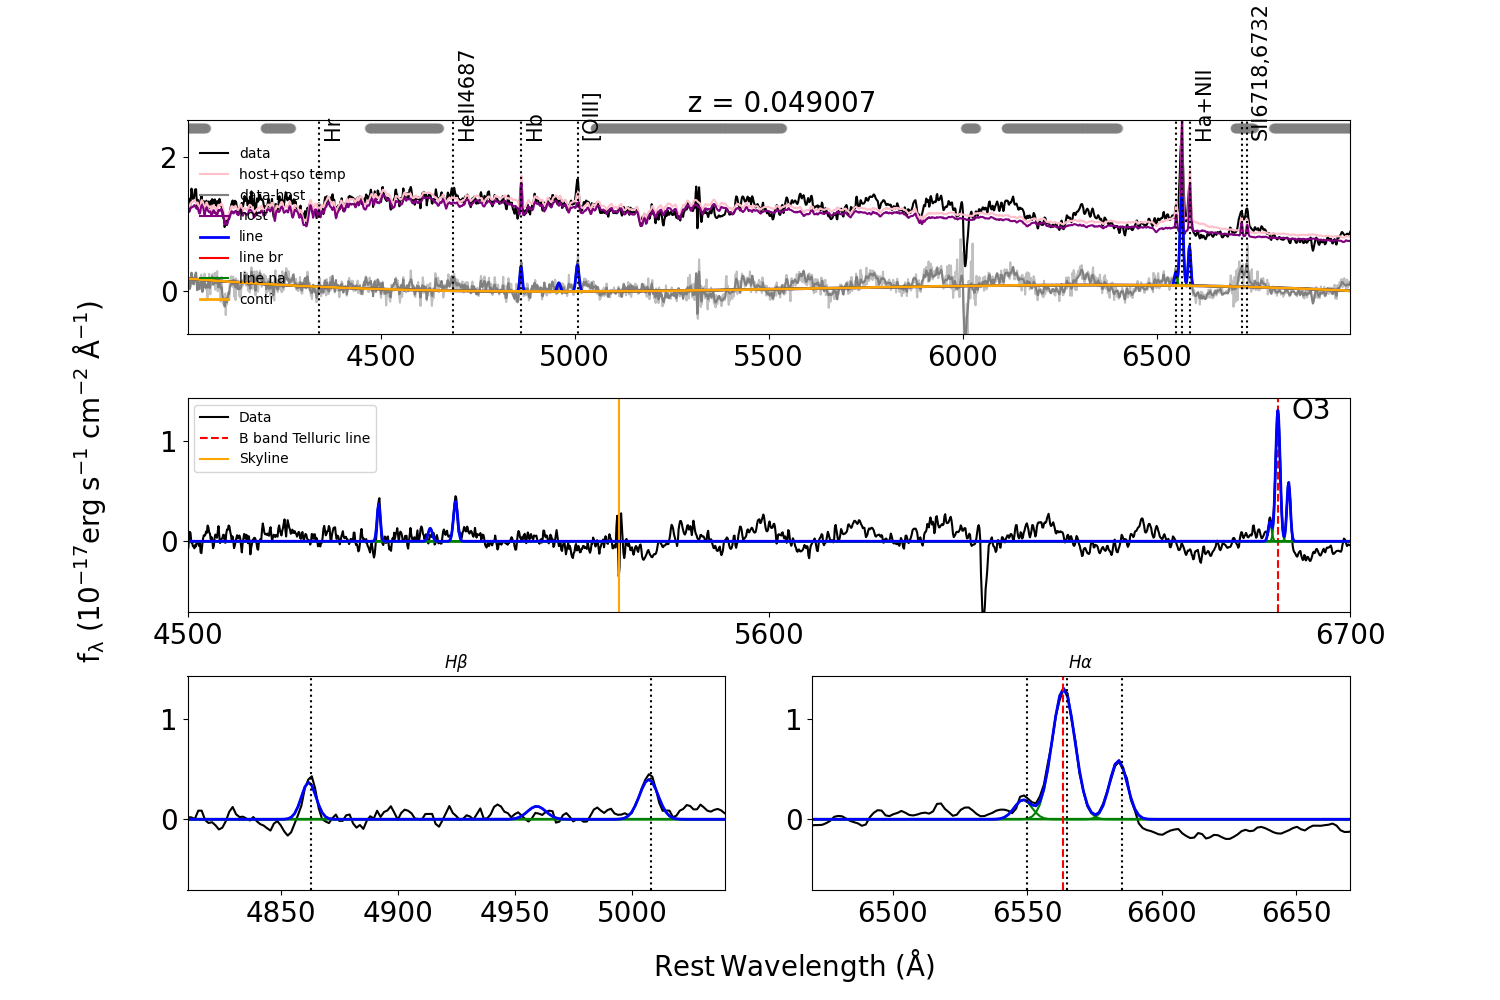 z = 0.049007
Hr
HeII4687
Hb
[OIII]
Ha+NII
SII6718,6732
data
host+qso temp
data-host
host
line
line br
line na
conti
2
0
4500 5000 5500 6000 6500
f_λ (10^−17 erg s^−1 cm^−2 Å^−1)
Data
B band Telluric line
Skyline
O3
1
0
4500 5600 6700
Hβ
1
0
4850 4900 4950 5000
Hα
1
0
6500 6550 6600 6650
Rest Wavelength (Å)